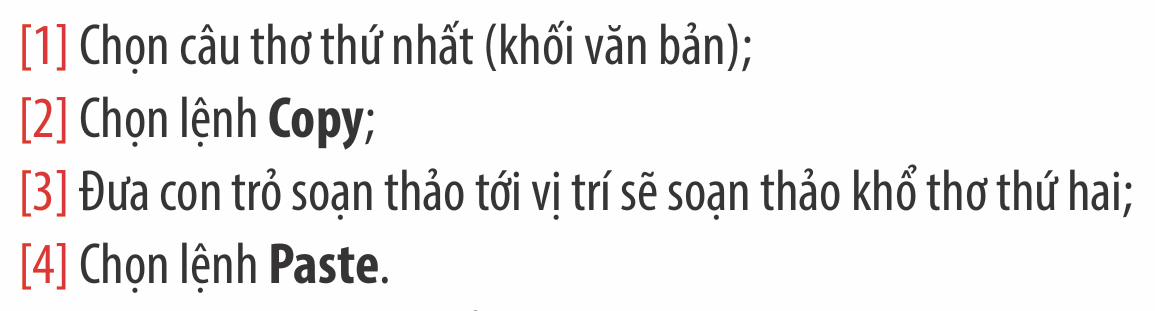 [1] Chọn câu thơ thứ nhất (khối văn bản);
[2] Chọn lệnh Copy;
[3] Đưa con trỏ soạn thảo tới vị trí sẽ soạn thảo khổ thơ thứ hai;
[4] Chọn lệnh Paste.